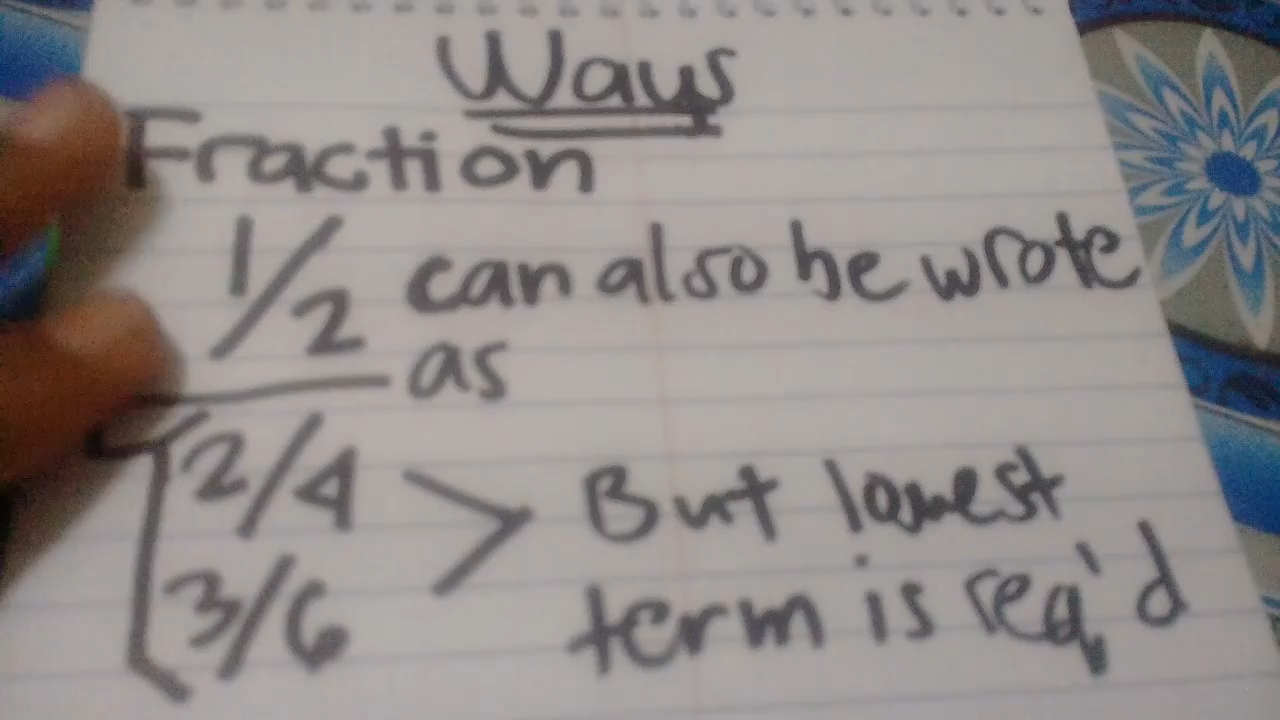 Ways
Fraction
1/2 can also be wrote
as
2/4 > But lowest
3/6 term is req'd